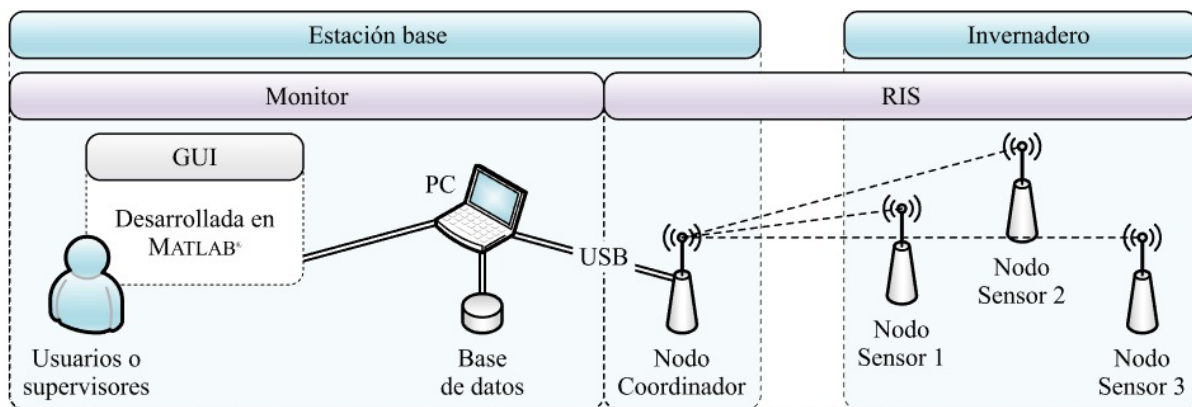 Estación base
Invernadero
Monitor
RIS
GUI
Desarrollada en
MATLAB®
PC
USB
Usuarios o
supervisores
Base
de datos
Nodo
Coordinador
Nodo
Sensor 1
Nodo
Sensor 2
Nodo
Sensor 3